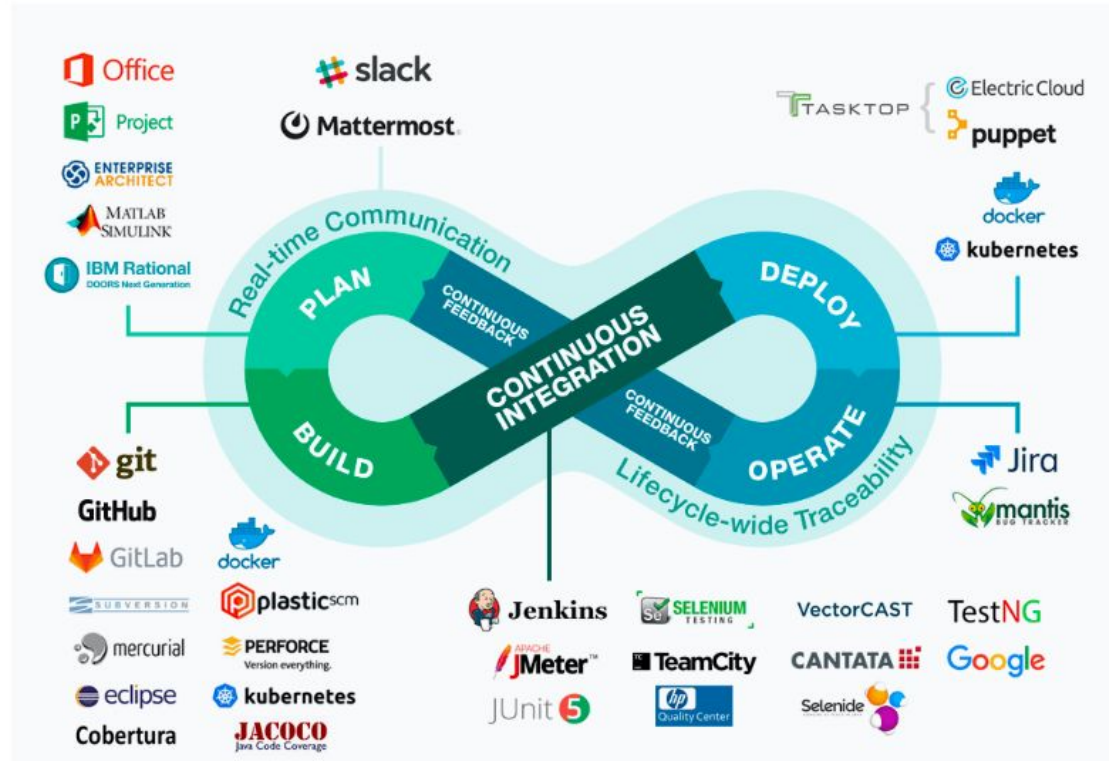 Office
Project
ENTERPRISE
ARCHITECT
MATLAB
SIMULINK
IBM Rational
DOORS Next Generation
slack
Mattermost.
TASKTOP
Electric Cloud
puppet
docker
kubernetes
Real-time Communication
PLAN
CONTINUOUS
FEEDBACK
CONTINUOUS
INTEGRATION
DEPLOY
BUILD
CONTINUOUS
FEEDBACK
OPERATE
Lifecycle-wide Traceability
git
GitHub
GitLab
SUBVERSION
mercurial
eclipse
Cobertura
docker
plasticscm
PERFORCE
Version everything.
kubernetes
JACOCO
Java Code Coverage
Jenkins
APACHE
JMeter™
JUnit 5
Se
SELENIUM
TESTING
TC
TeamCity
hp
Quality Center
VectorCAST
CANTATA
Selenide
TestNG
Google
Jira
mantis
BUG TRACKER